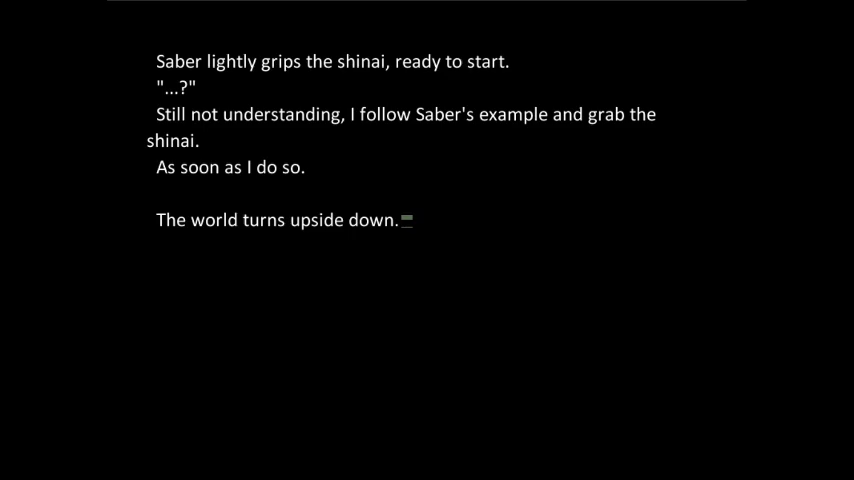 Saber lightly grips the shinai, ready to start.
"...?"
Still not understanding, I follow Saber's example and grab the
shinai.
As soon as I do so.
The world turns upside down.